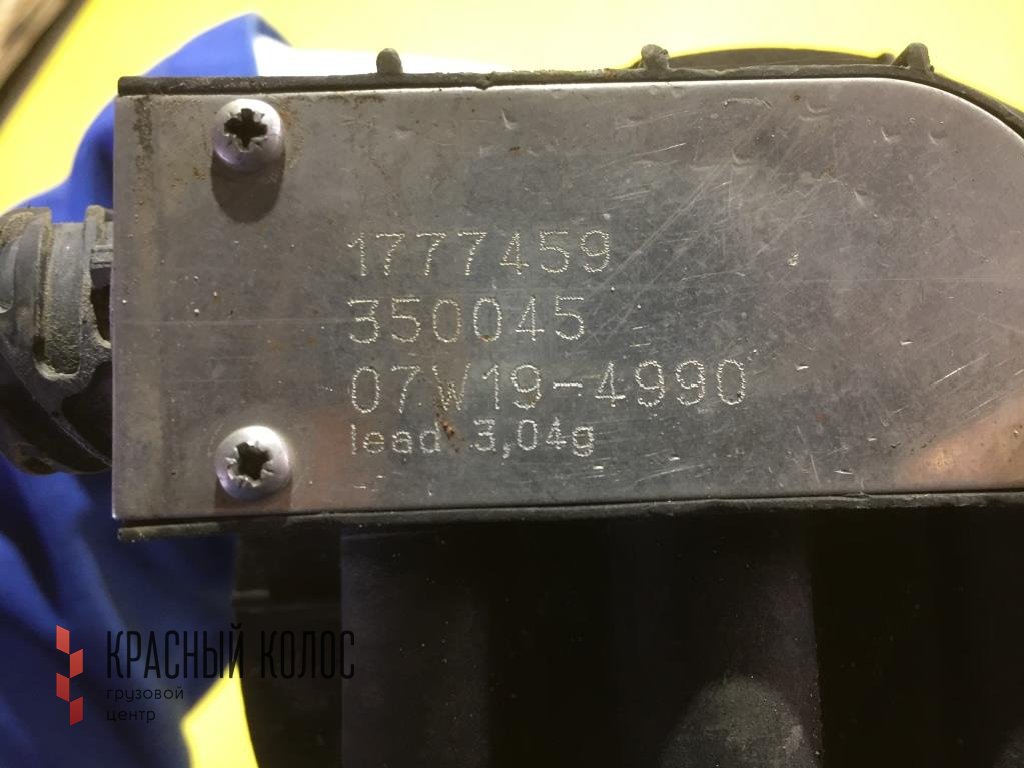 1777459
350045
07W19-4990
lead 3,04g
КРАСНЫЙ КОЛОС
грузовой
центр